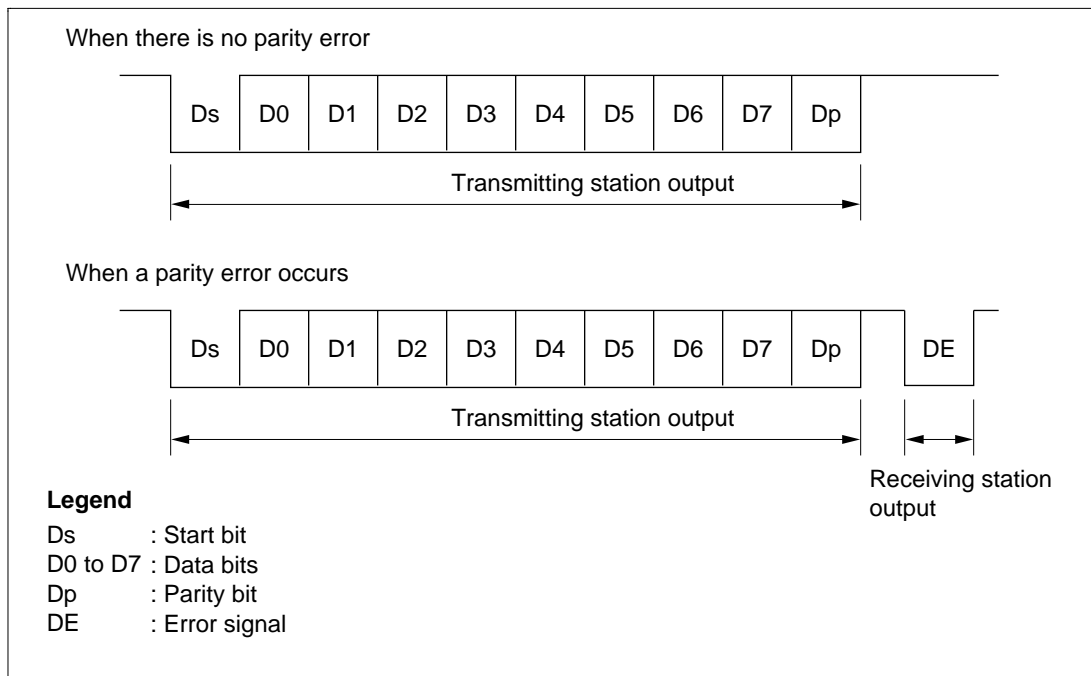 When there is no parity error
Ds D0 D1 D2 D3 D4 D5 D6 D7 Dp
Transmitting station output
When a parity error occurs
Ds D0 D1 D2 D3 D4 D5 D6 D7 Dp DE
Transmitting station output
Receiving station
output
Legend
Ds : Start bit
D0 to D7 : Data bits
Dp : Parity bit
DE : Error signal